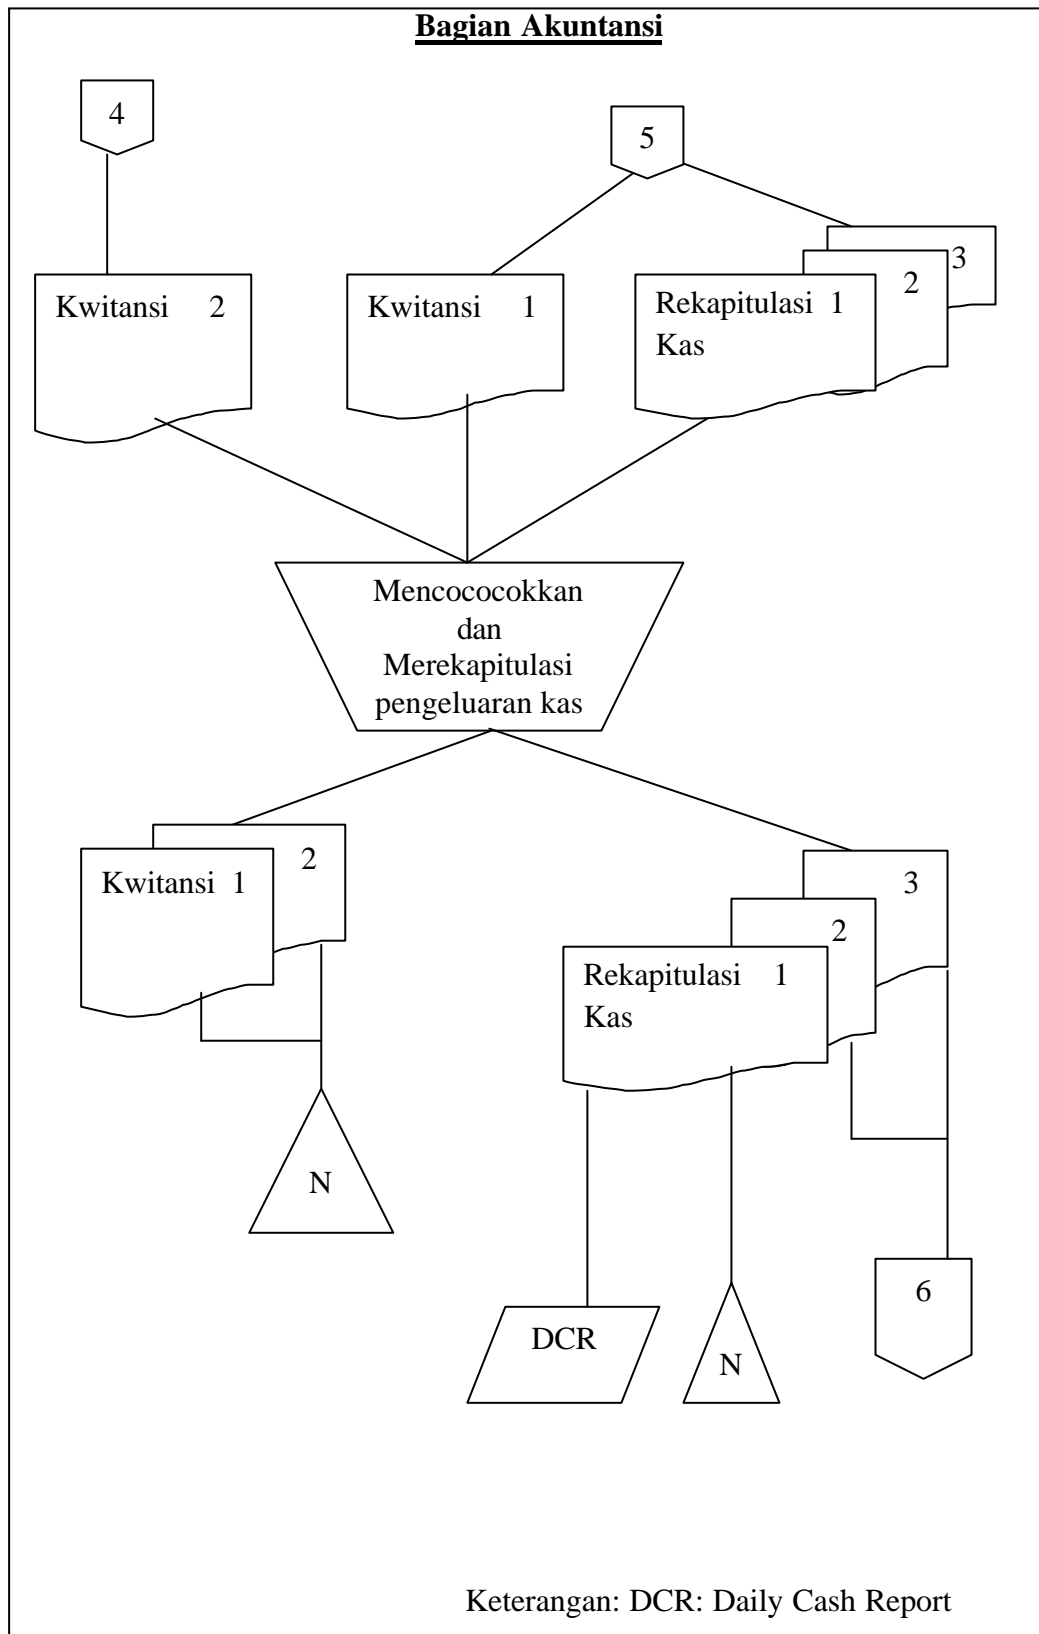 Bagian Akuntansi
4
5
3
2
Kwitansi 2
Kwitansi 1
Rekapitulasi 1
Kas
Mencococokkan
dan
Merekapitulasi
pengeluaran kas
2
Kwitansi 1
3
2
Rekapitulasi 1
Kas
N
6
DCR
N
Keterangan: DCR: Daily Cash Report